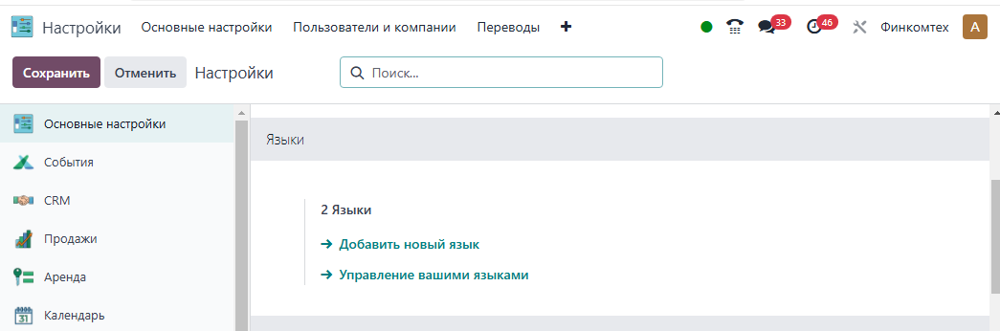 Настройки Основные настройки Пользователи и компании Переводы 33 46 Финкомтех A
Сохранить Отменить Настройки Поиск...
Основные настройки
События
CRM
Продажи
Аренда
31
Календарь
Языки
2 Языки
Добавить новый язык
Управление вашими языками